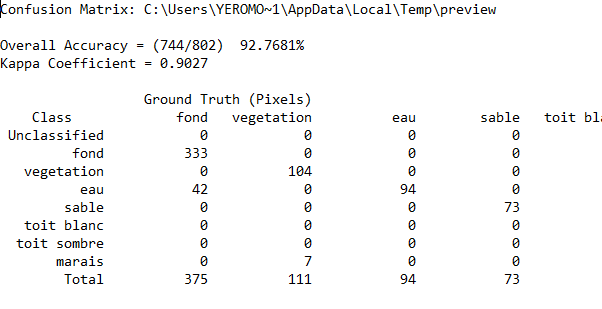 Confusion Matrix: C:\Users\YEROMO~1\AppData\Local\Temp\preview
Overall Accuracy = (744/802) 92.7681%
Kappa Coefficient = 0.9027
Ground Truth (Pixels)
Class fond vegetation eau sable toit bla
Unclassified 0 0 0 0
fond 333 0 0 0
vegetation 0 104 0 0
eau 42 0 94 0
sable 0 0 0 73
toit blanc 0 0 0 0
toit sombre 0 0 0 0
marais 0 7 0 0
Total 375 111 94 73